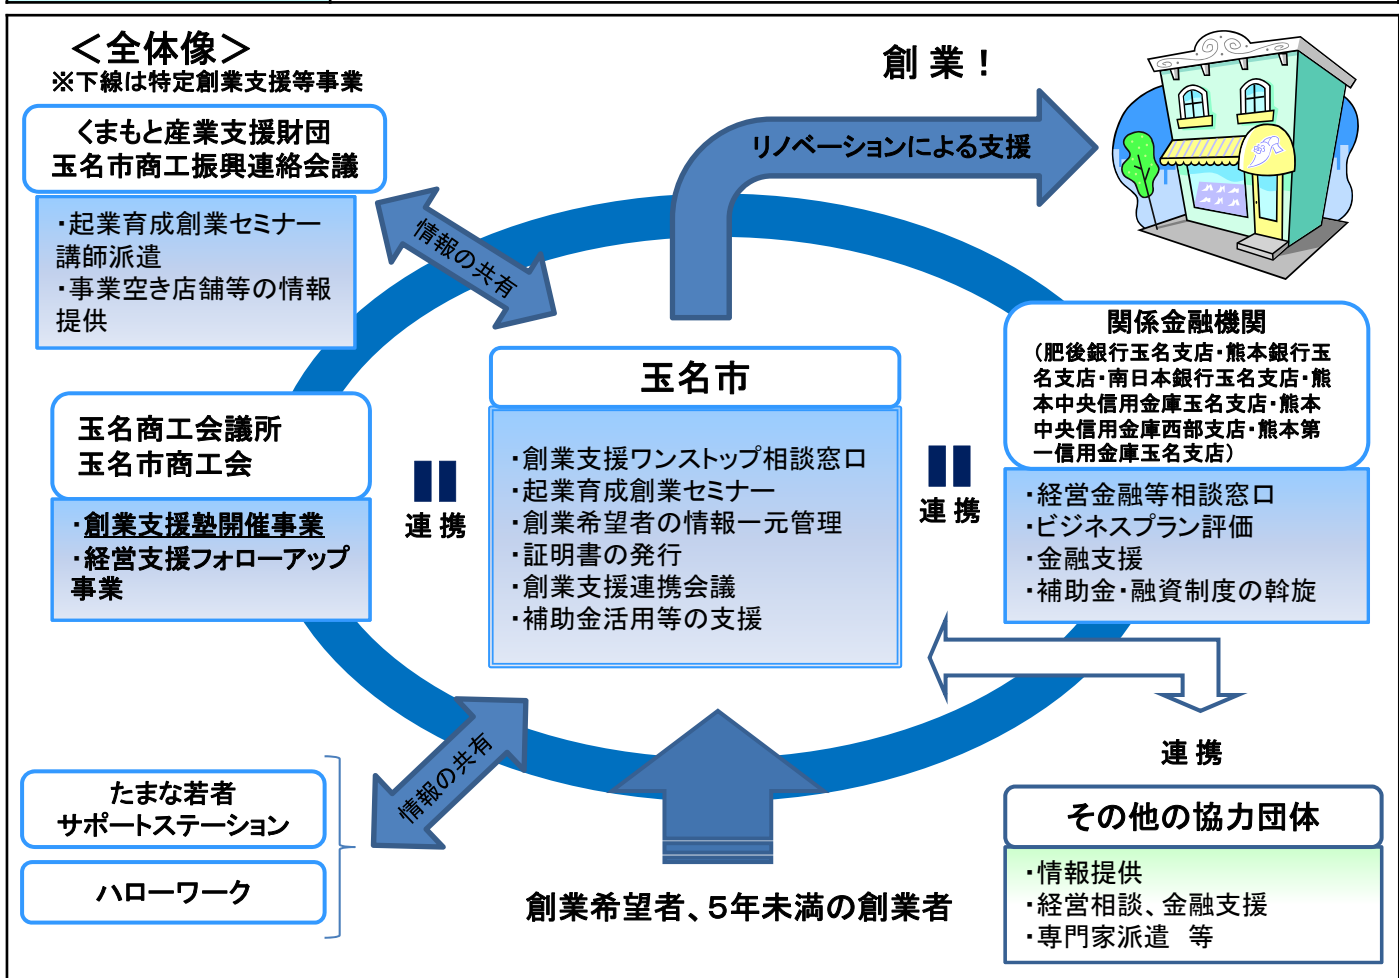 ＜全体像＞
※下線は特定創業支援等事業
創 業 ！
くまもと産業支援財団
玉名市商工振興連絡会議
・起業育成創業セミナー
講師派遣
・事業空き店舗等の情報
提供
情報の共有
リノベーションによる支援
関係金融機関
（肥後銀行玉名支店・熊本銀行玉
名支店・南日本銀行玉名支店・熊
本中央信用金庫玉名支店・熊本
中央信用金庫西部支店・熊本第
一信用金庫玉名支店）
・経営金融等相談窓口
・ビジネスプラン評価
・金融支援
・補助金・融資制度の斡旋
玉名商工会議所
玉名市商工会
・創業支援塾開催事業
・経営支援フォローアップ
事業
連 携
玉名市
・創業支援ワンストップ相談窓口
・起業育成創業セミナー
・創業希望者の情報一元管理
・証明書の発行
・創業支援連携会議
・補助金活用等の支援
連 携
情報の共有
たまな若者
サポートステーション
ハローワーク
創業希望者、５年未満の創業者
連 携
その他の協力団体
・情報提供
・経営相談、金融支援
・専門家派遣　等